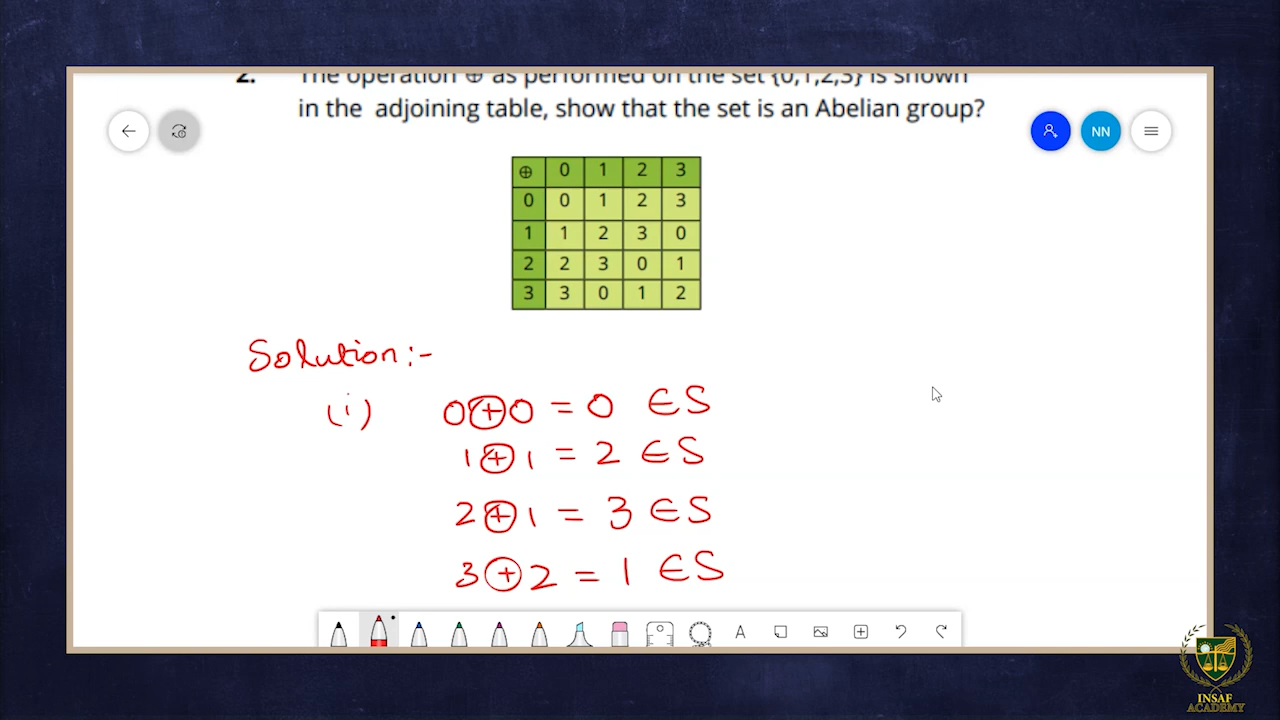 2. The operation ⊕ as performed on the set {0,1,2,3} is shown
in the adjoining table, show that the set is an Abelian group?
NN
⊕ 0 1 2 3
0 0 1 2 3
1 1 2 3 0
2 2 3 0 1
3 3 0 1 2
Solution:-
(i) 0⊕0 = 0 ∈S
1⊕1 = 2 ∈S
2⊕1 = 3 ∈S
3⊕2 = 1 ∈S
A
INSAF
ACADEMY